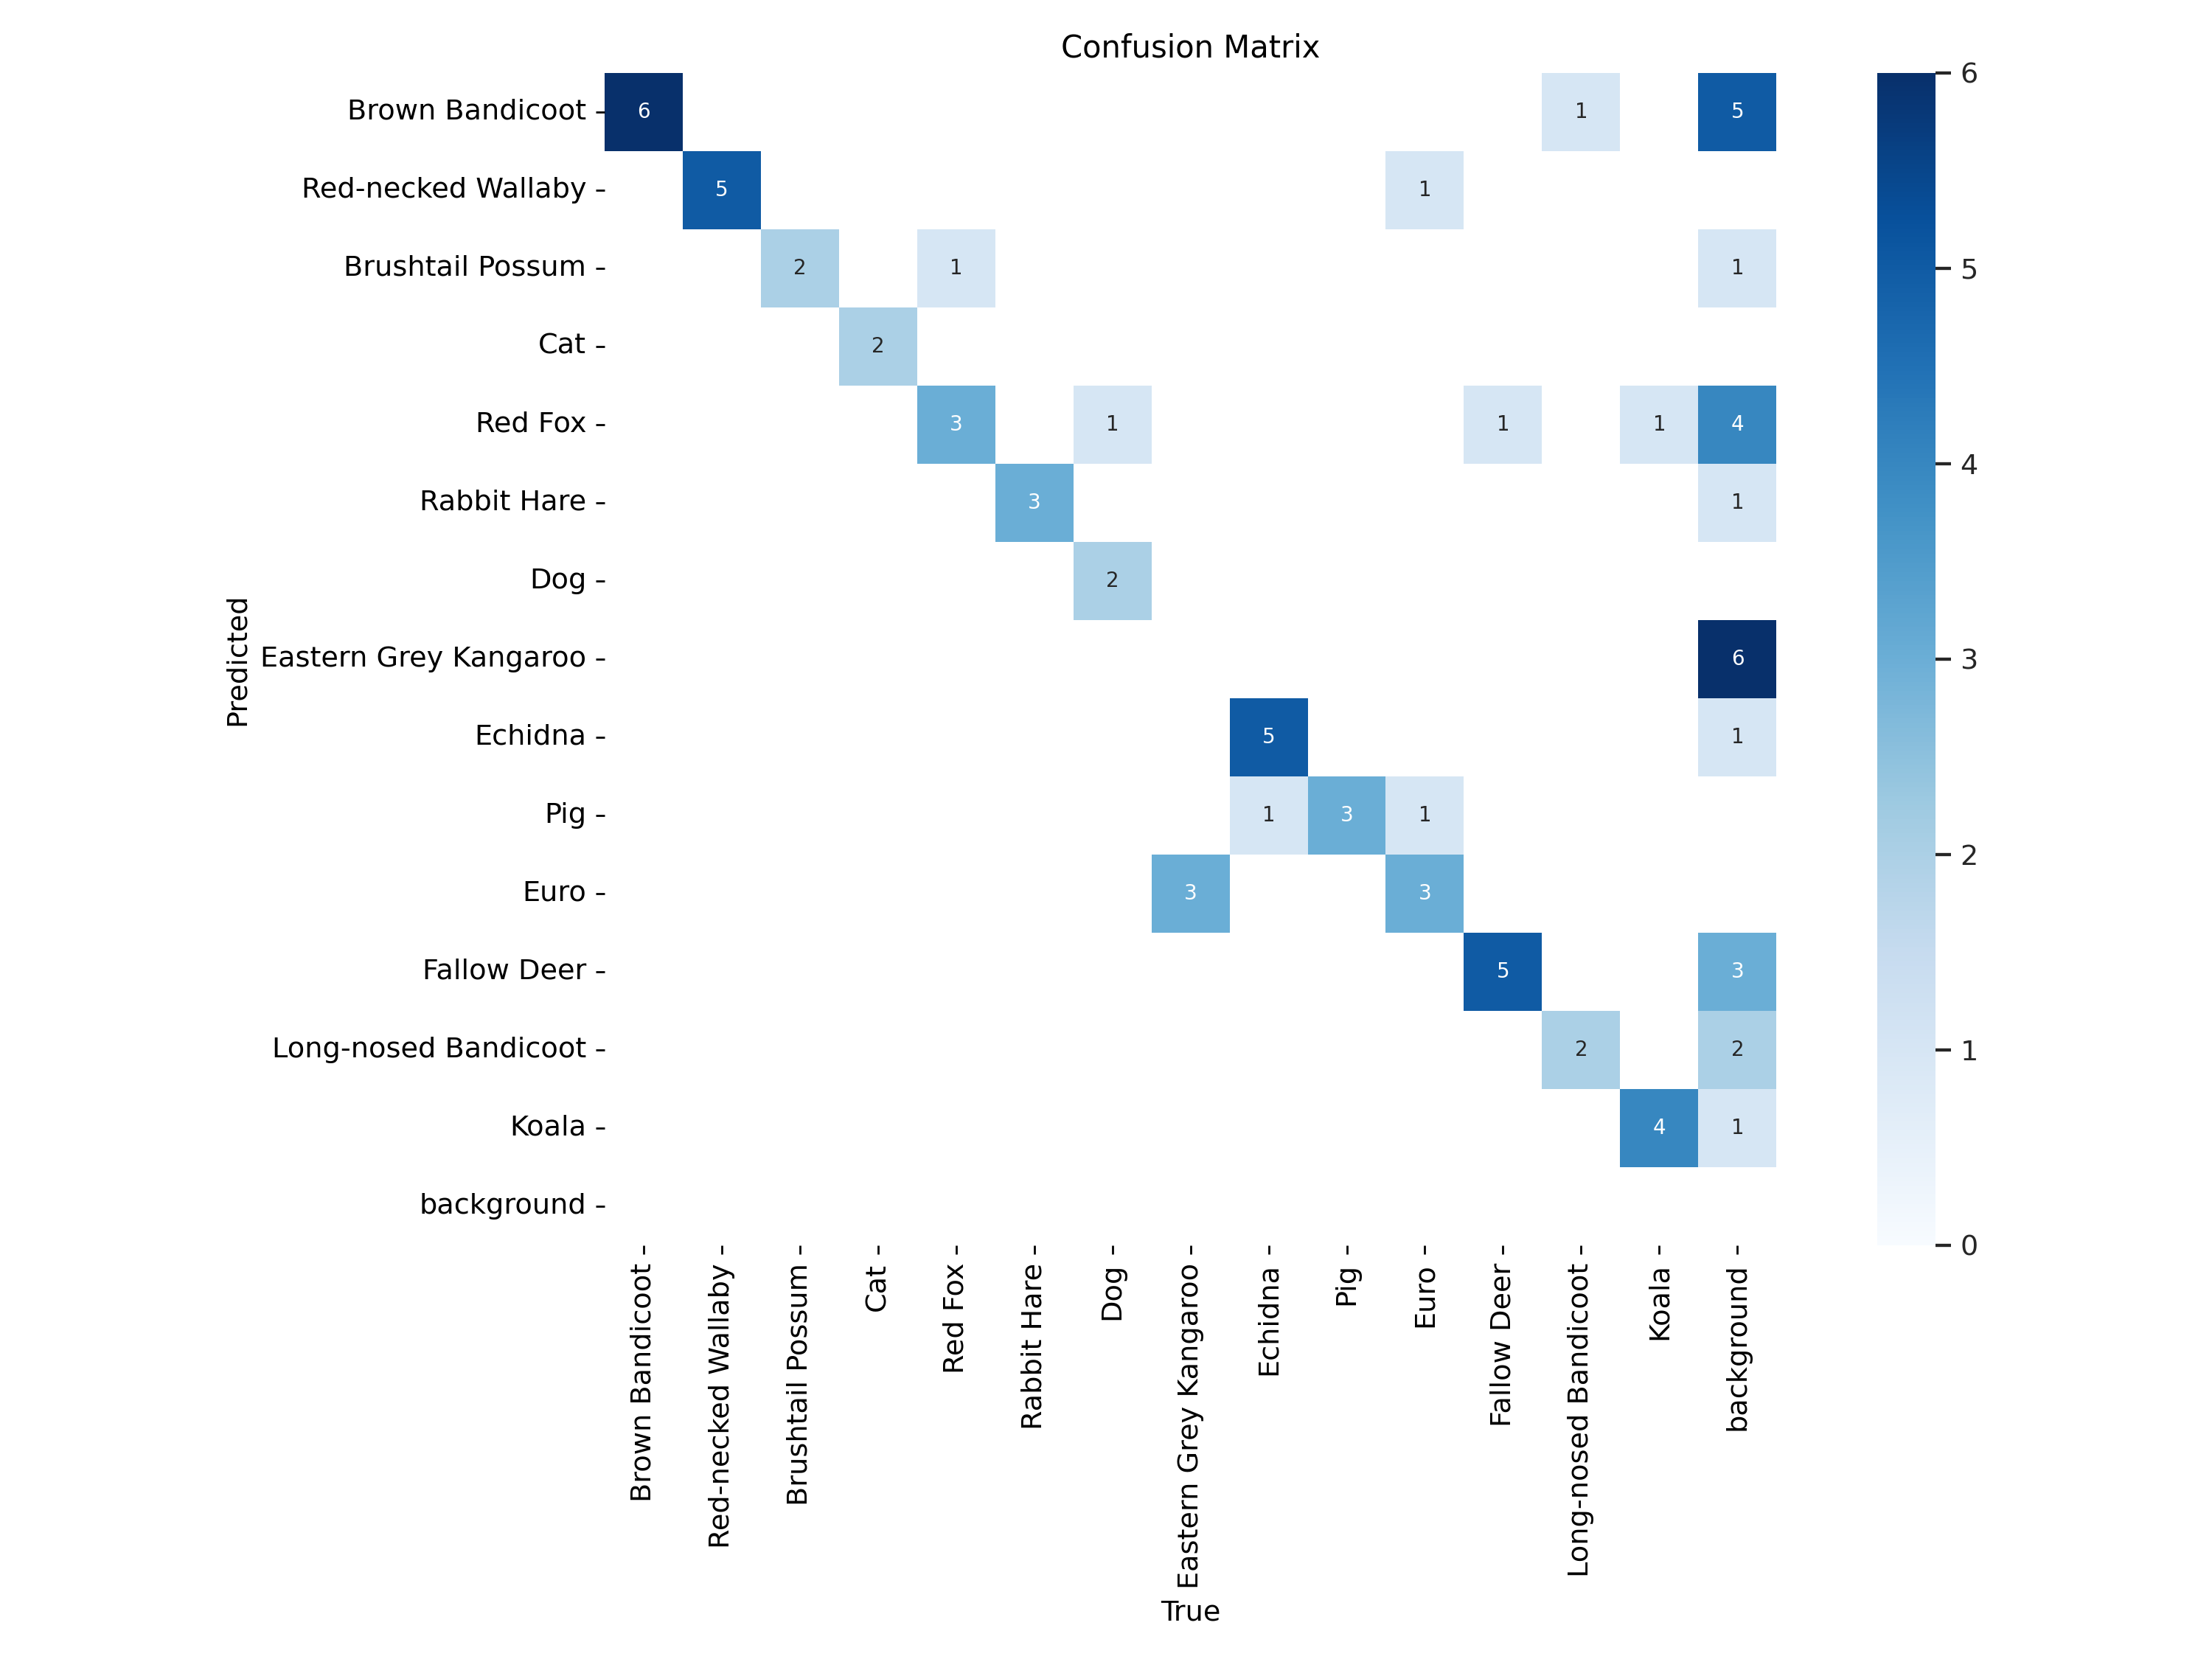 Confusion Matrix
Brown Bandicoot 6 1 5
Red-necked Wallaby 5 1
Brushtail Possum 2 1 1
Cat 2
Red Fox 3 1 1 1 4
Rabbit Hare 3 1
Dog 2
Eastern Grey Kangaroo 6
Echidna 5 1
Pig 1 3 1
Euro 3 3
Fallow Deer 5 3
Long-nosed Bandicoot 2 2
Koala 4 1
background
Predicted
Brown Bandicoot
Red-necked Wallaby
Brushtail Possum
Cat
Red Fox
Rabbit Hare
Dog
Eastern Grey Kangaroo
Echidna
Pig
Euro
Fallow Deer
Long-nosed Bandicoot
Koala
background
True
6
5
4
3
2
1
0